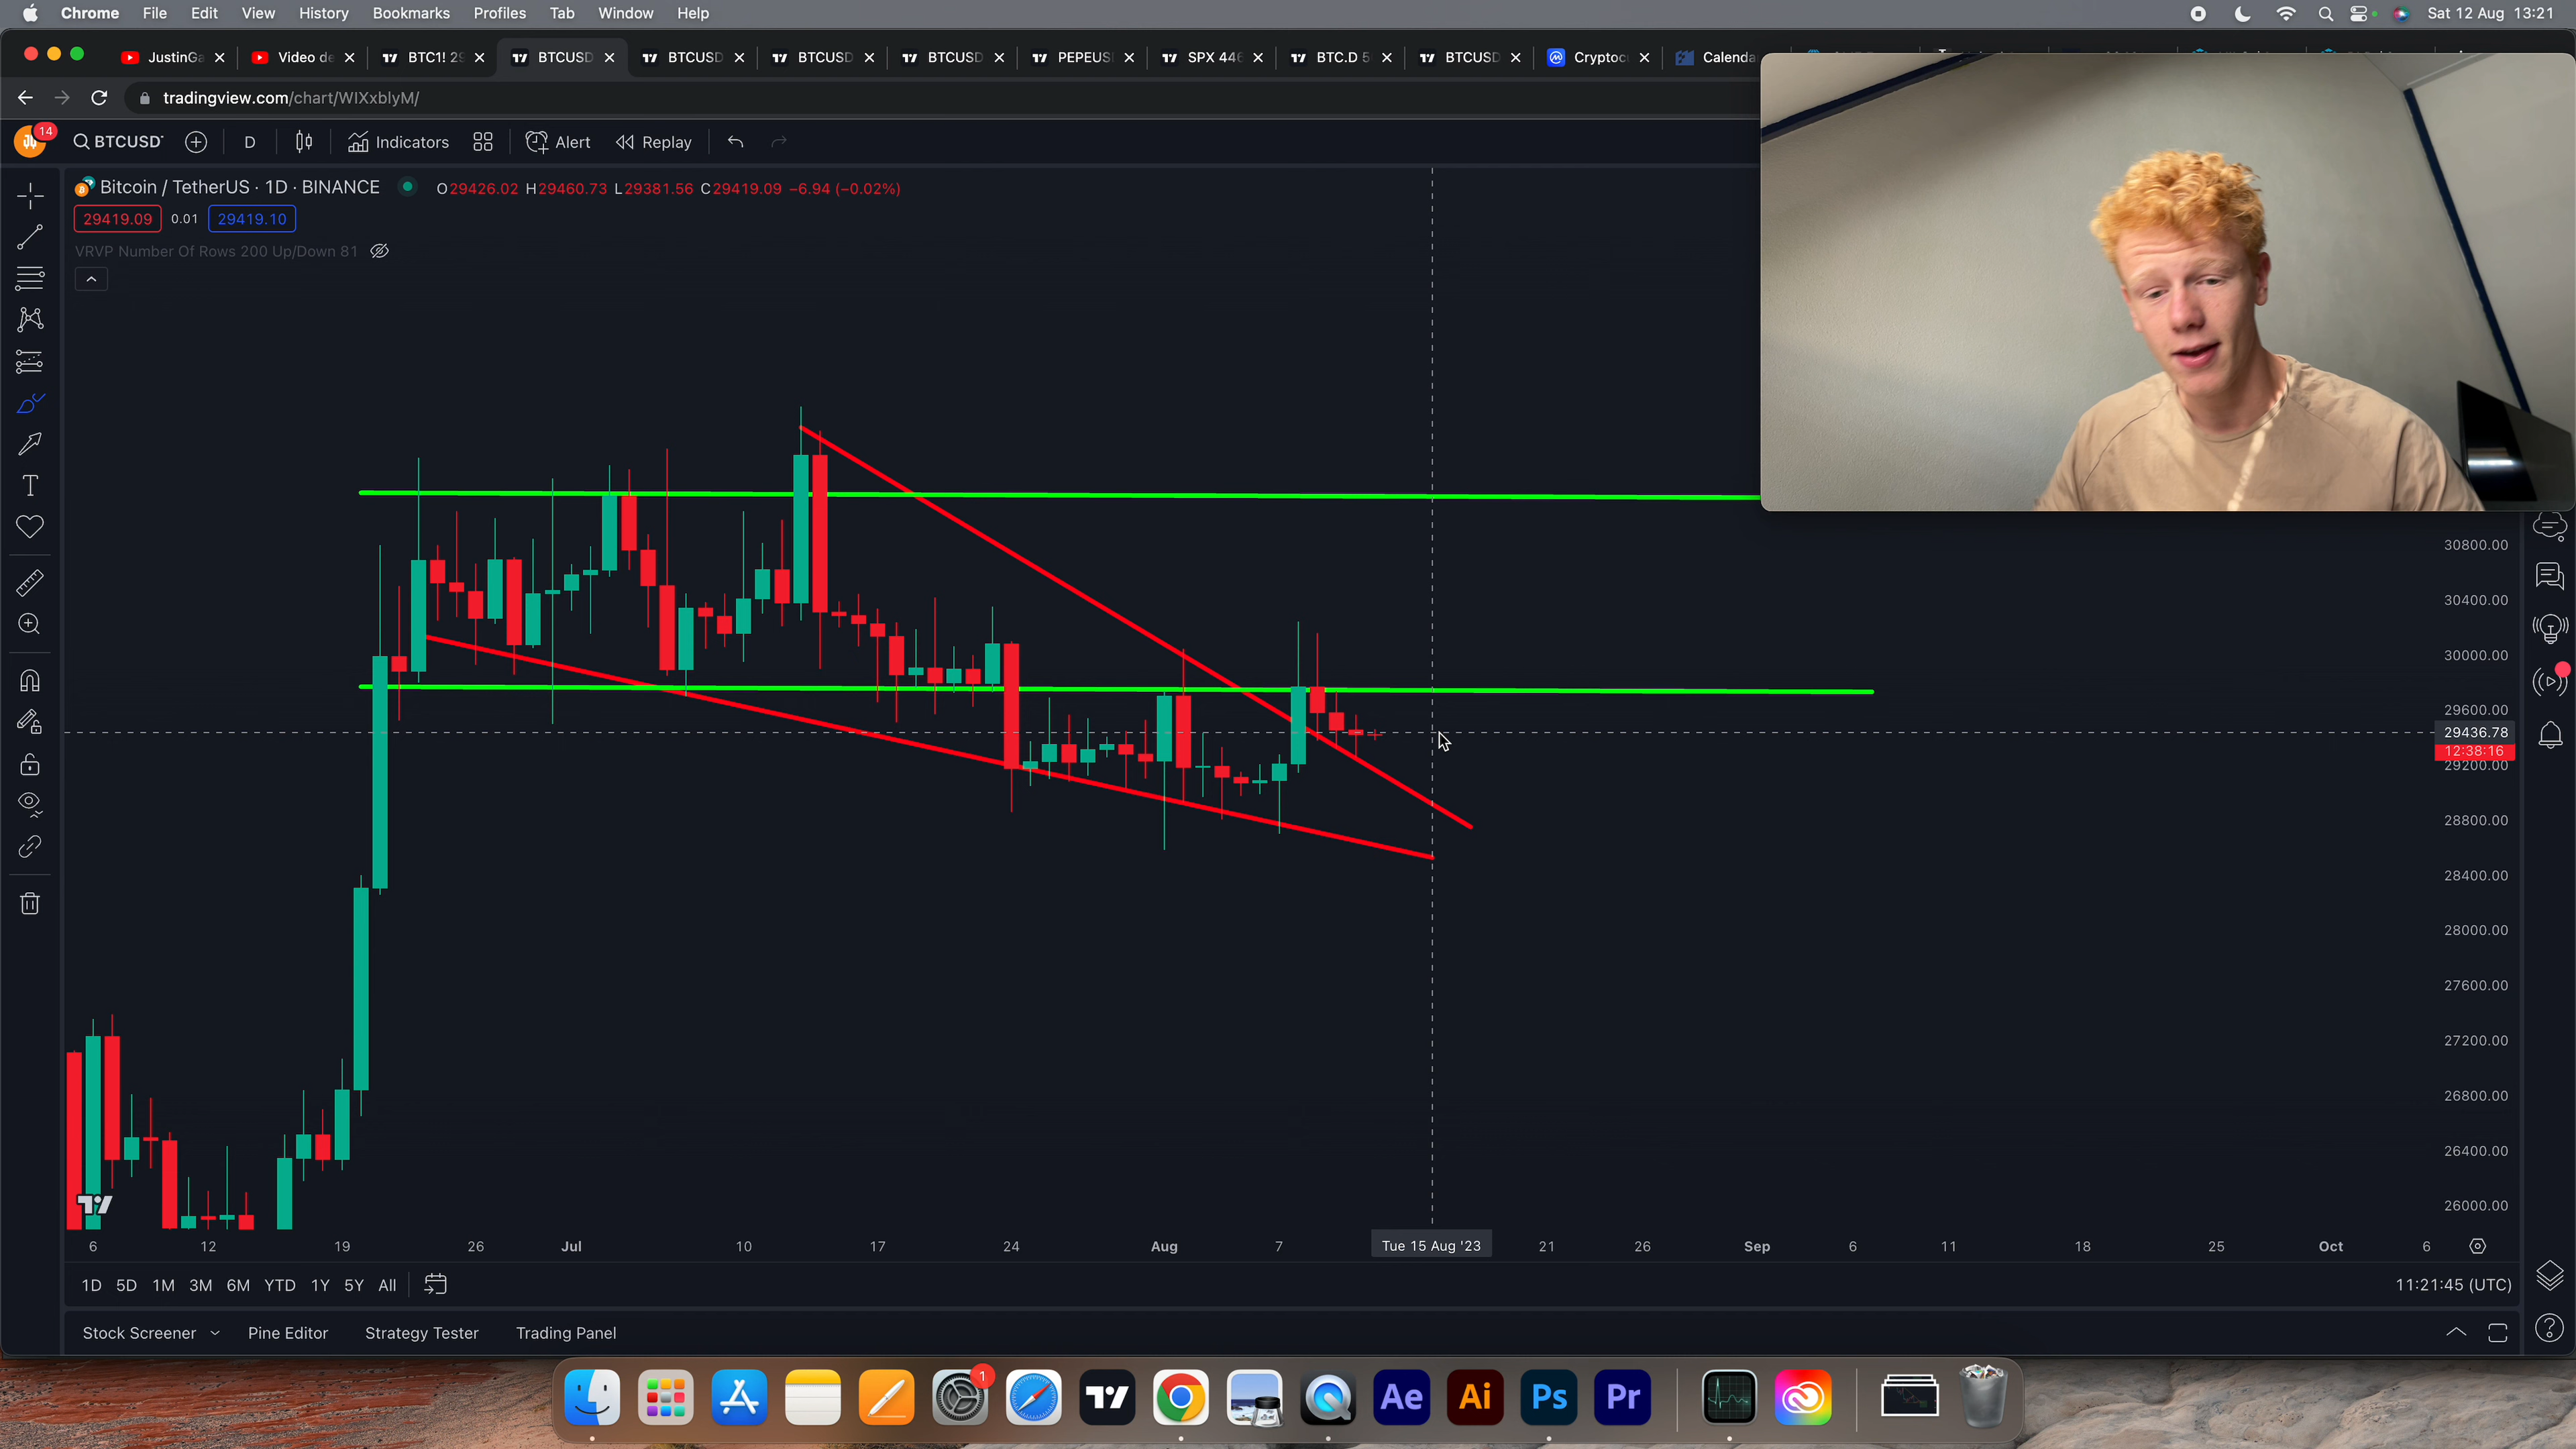 Chrome File Edit View History Bookmarks Profiles Tab Window Help Sat 12 Aug 13:21
JustinGa Video de BTC1! 29 BTCUSD BTCUSD BTCUSD BTCUSD PEPEUS SPX 446 BTC.D 5 BTCUSD Cryptoc Calenda
tradingview.com/chart/WIXxblyM/
14 BTCUSD D Indicators Alert Replay
Bitcoin / TetherUS · 1D · BINANCE O29426.02 H29460.73 L29381.56 C29419.09 −6.94 (−0.02%)
29419.09 0.01 29419.10
VRVP Number Of Rows 200 Up/Down 81
30800.00
30400.00
30000.00
29600.00
29436.78
12:38:16
29200.00
28800.00
28400.00
28000.00
27600.00
27200.00
26800.00
26400.00
26000.00
6 12 19 26 Jul 10 17 24 Aug 7 Tue 15 Aug '23 21 26 Sep 6 11 18 25 Oct 6
1D 5D 1M 3M 6M YTD 1Y 5Y All 11:21:45 (UTC)
Stock Screener Pine Editor Strategy Tester Trading Panel
1
Ae Ai Ps Pr